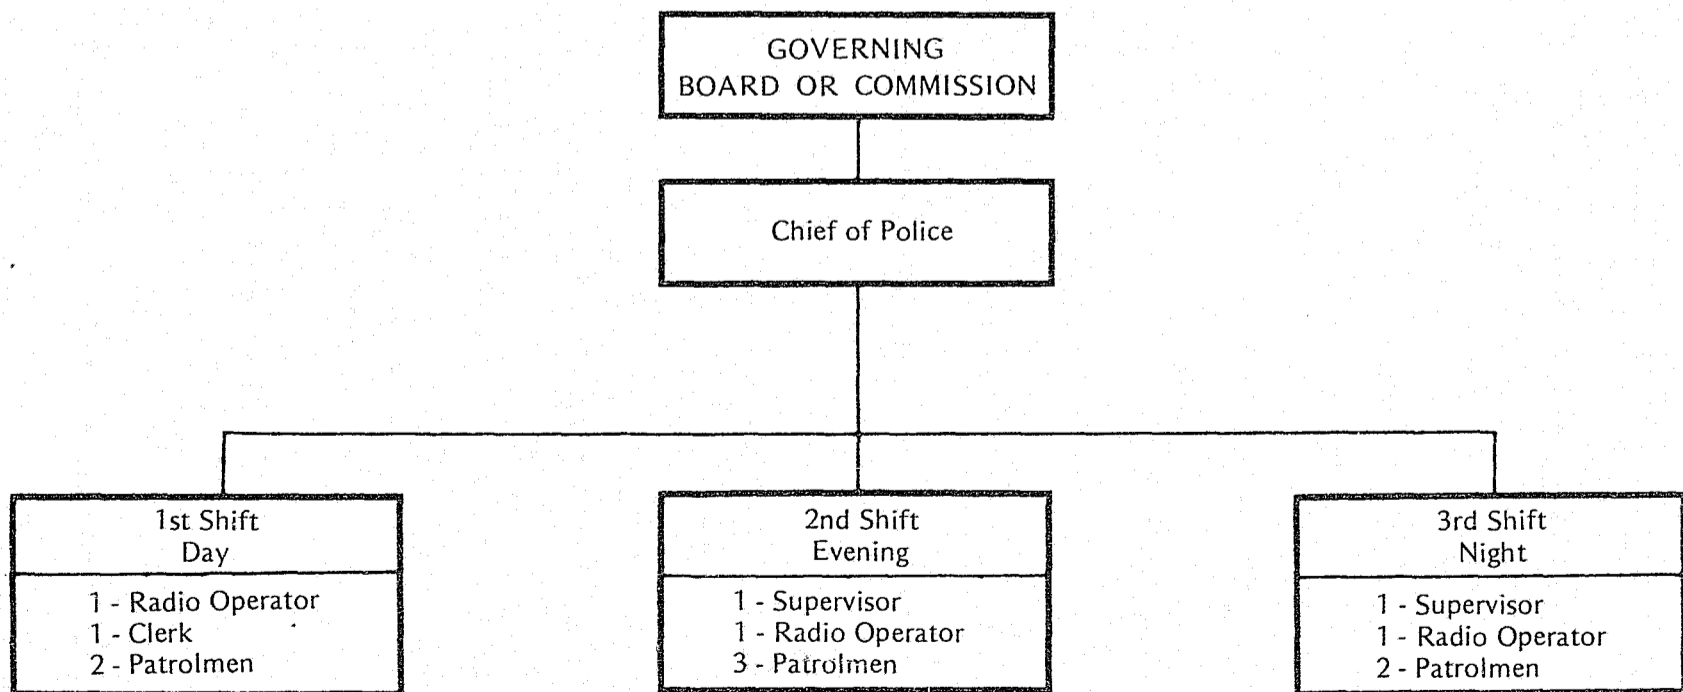 GOVERNING
BOARD OR COMMISSION
Chief of Police
1st Shift
Day
1 - Radio Operator
1 - Clerk
2 - Patrolmen
2nd Shift
Evening
1 - Supervisor
1 - Radio Operator
3 - Patrolmen
3rd Shift
Night
1 - Supervisor
1 - Radio Operator
2 - Patrolmen